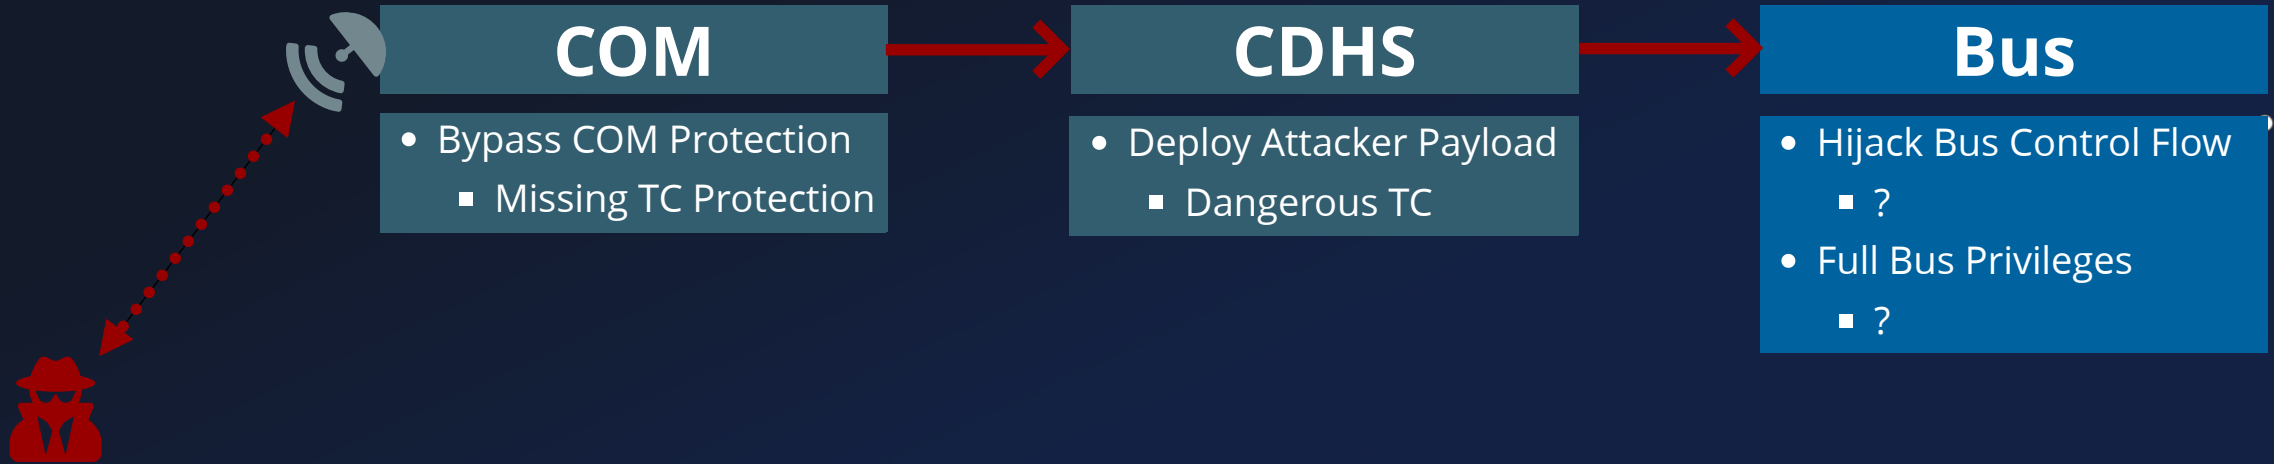 COM
Bypass COM Protection
Missing TC Protection
CDHS
Deploy Attacker Payload
Dangerous TC
Bus
Hijack Bus Control Flow
?
Full Bus Privileges
?